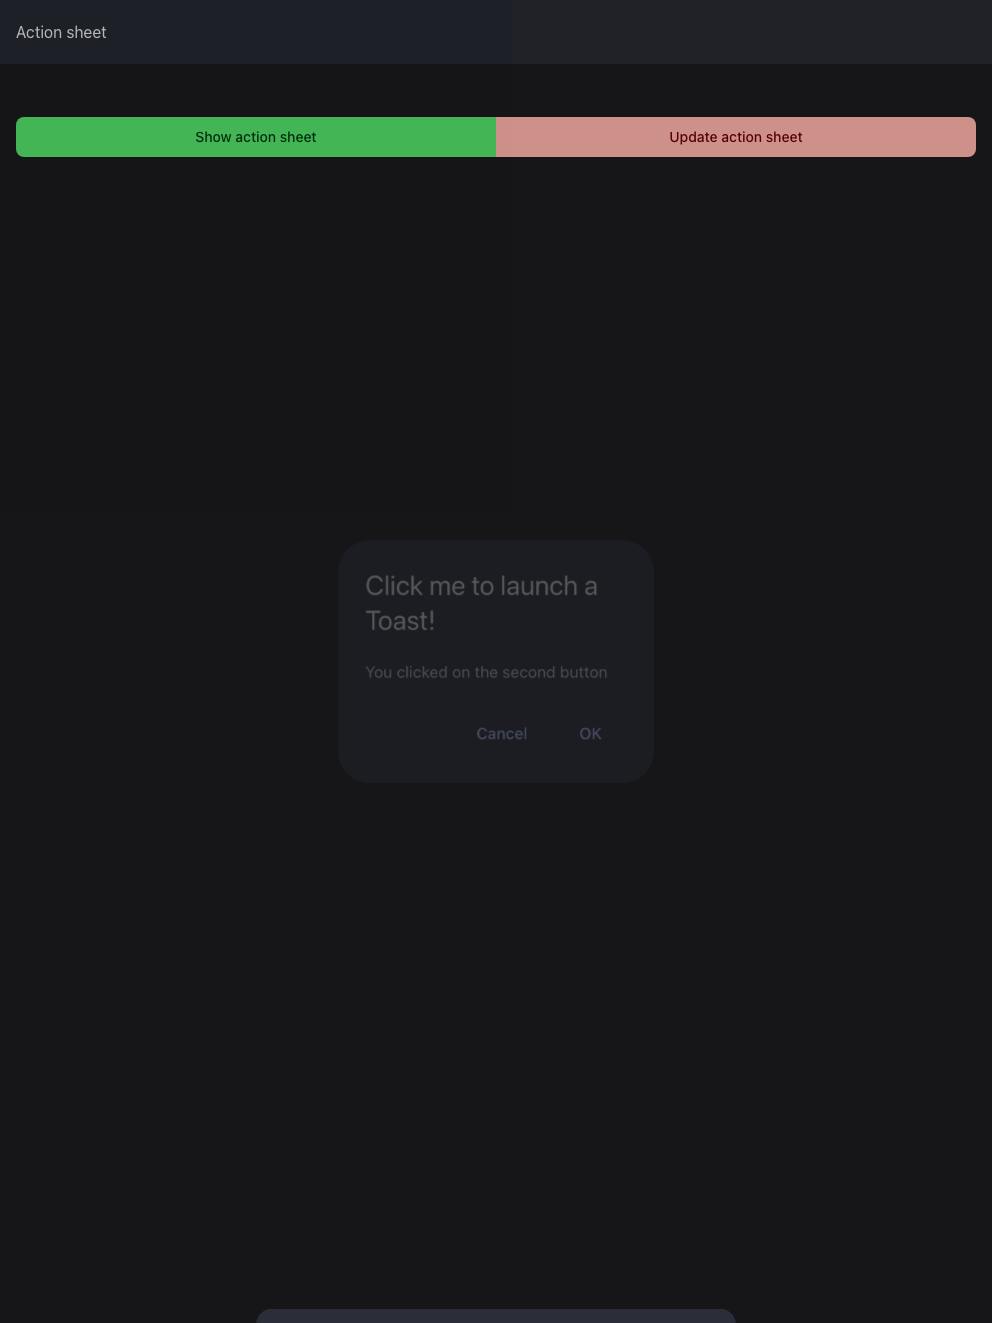 Action sheet
Show action sheet
Update action sheet
Click me to launch a
Toast!
You clicked on the second button
Cancel
OK